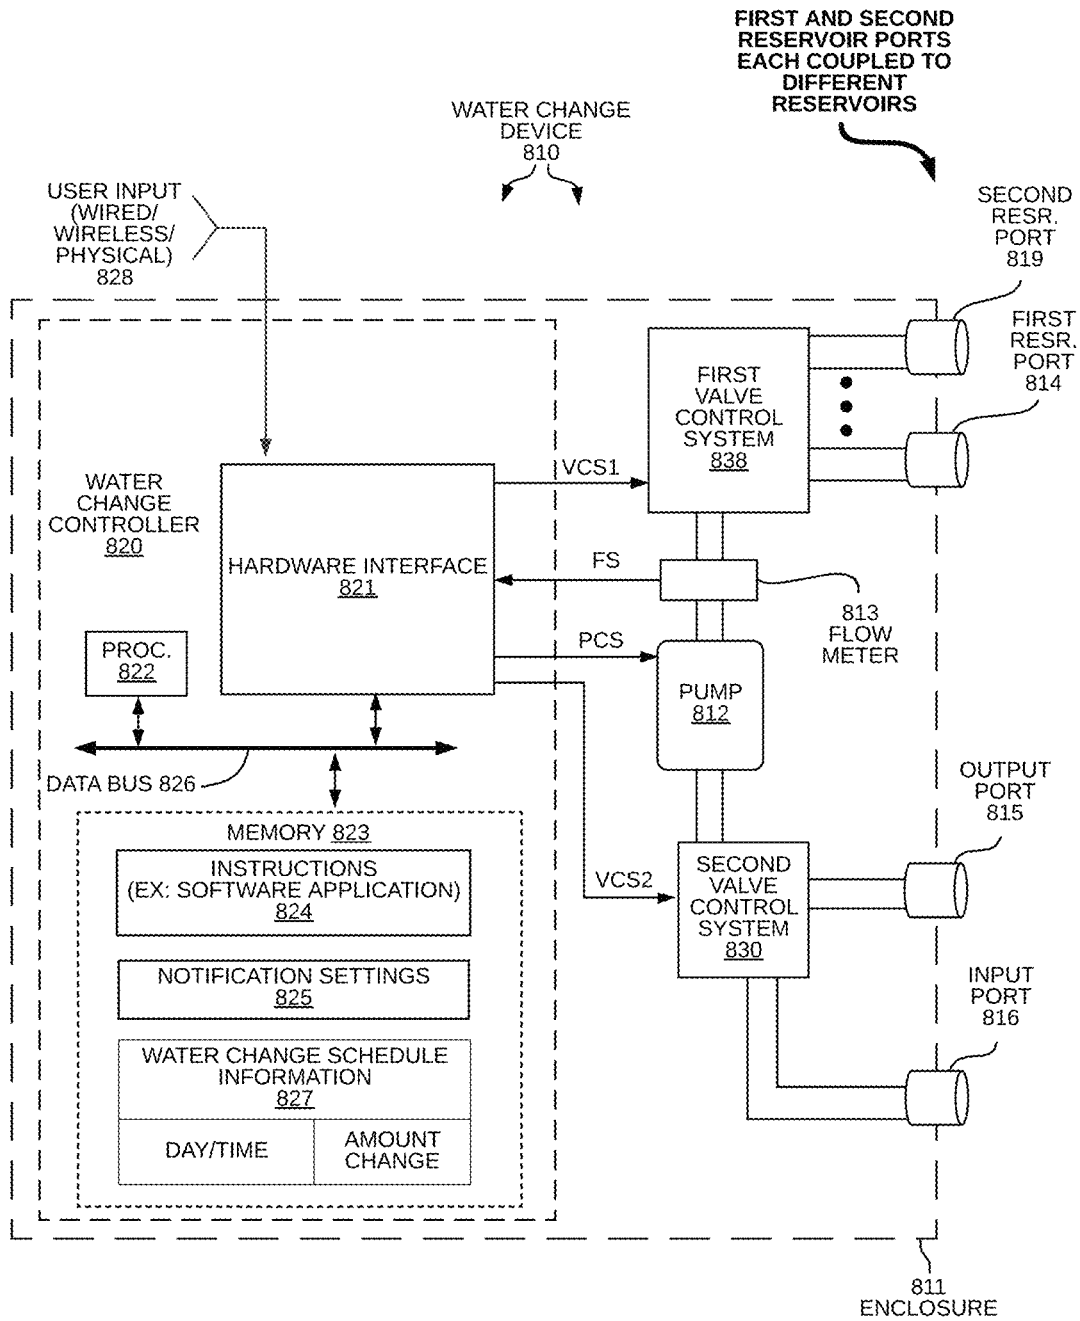 FIRST AND SECOND
RESERVOIR PORTS
EACH COUPLED TO
DIFFERENT
RESERVOIRS
WATER CHANGE
DEVICE
810
USER INPUT
(WIRED/
WIRELESS/
PHYSICAL)
828
SECOND
RESR.
PORT
819
FIRST
RESR.
PORT
814
FIRST
VALVE
CONTROL
SYSTEM
838
VCS1
WATER
CHANGE
CONTROLLER
820
HARDWARE INTERFACE
821
FS
813
FLOW
METER
PCS
PROC.
822
PUMP
812
DATA BUS 826
OUTPUT
PORT
815
MEMORY 823
INSTRUCTIONS
(EX: SOFTWARE APPLICATION)
824
VCS2
SECOND
VALVE
CONTROL
SYSTEM
830
NOTIFICATION SETTINGS
825
INPUT
PORT
816
WATER CHANGE SCHEDULE
INFORMATION
827
DAY/TIME
AMOUNT
CHANGE
811
ENCLOSURE